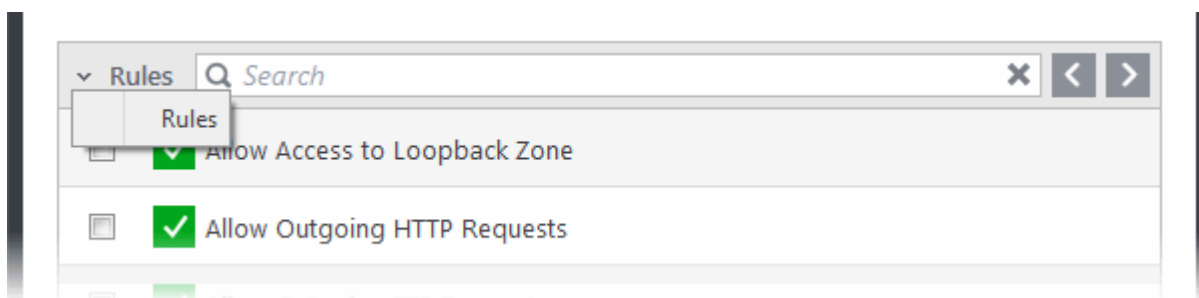 Rules Search
Rules
Allow Access to Loopback Zone
Allow Outgoing HTTP Requests